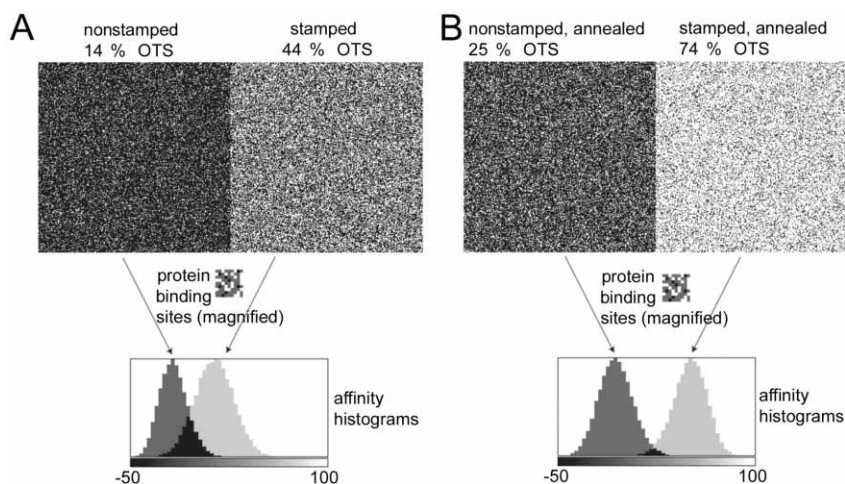 A
nonstamped
14 % OTS
stamped
44 % OTS
protein
binding
sites (magnified)
affinity
histograms
-50
100
B
nonstamped, annealed
25 % OTS
stamped, annealed
74 % OTS
protein
binding
sites (magnified)
affinity
histograms
-50
100